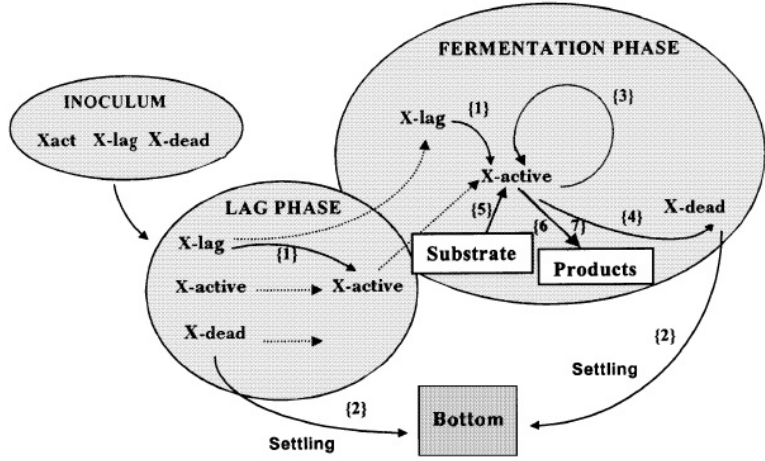 FERMENTATION PHASE
INOCULUM
Xact X-lag X-dead
X-lag
{1}
{3}
X-active
X-dead
LAG PHASE
{5}
{6
7}
{4}
X-lag
{1}
Substrate
Products
X-active
X-active
X-dead
{2}
Settling
{2}
Settling
Bottom